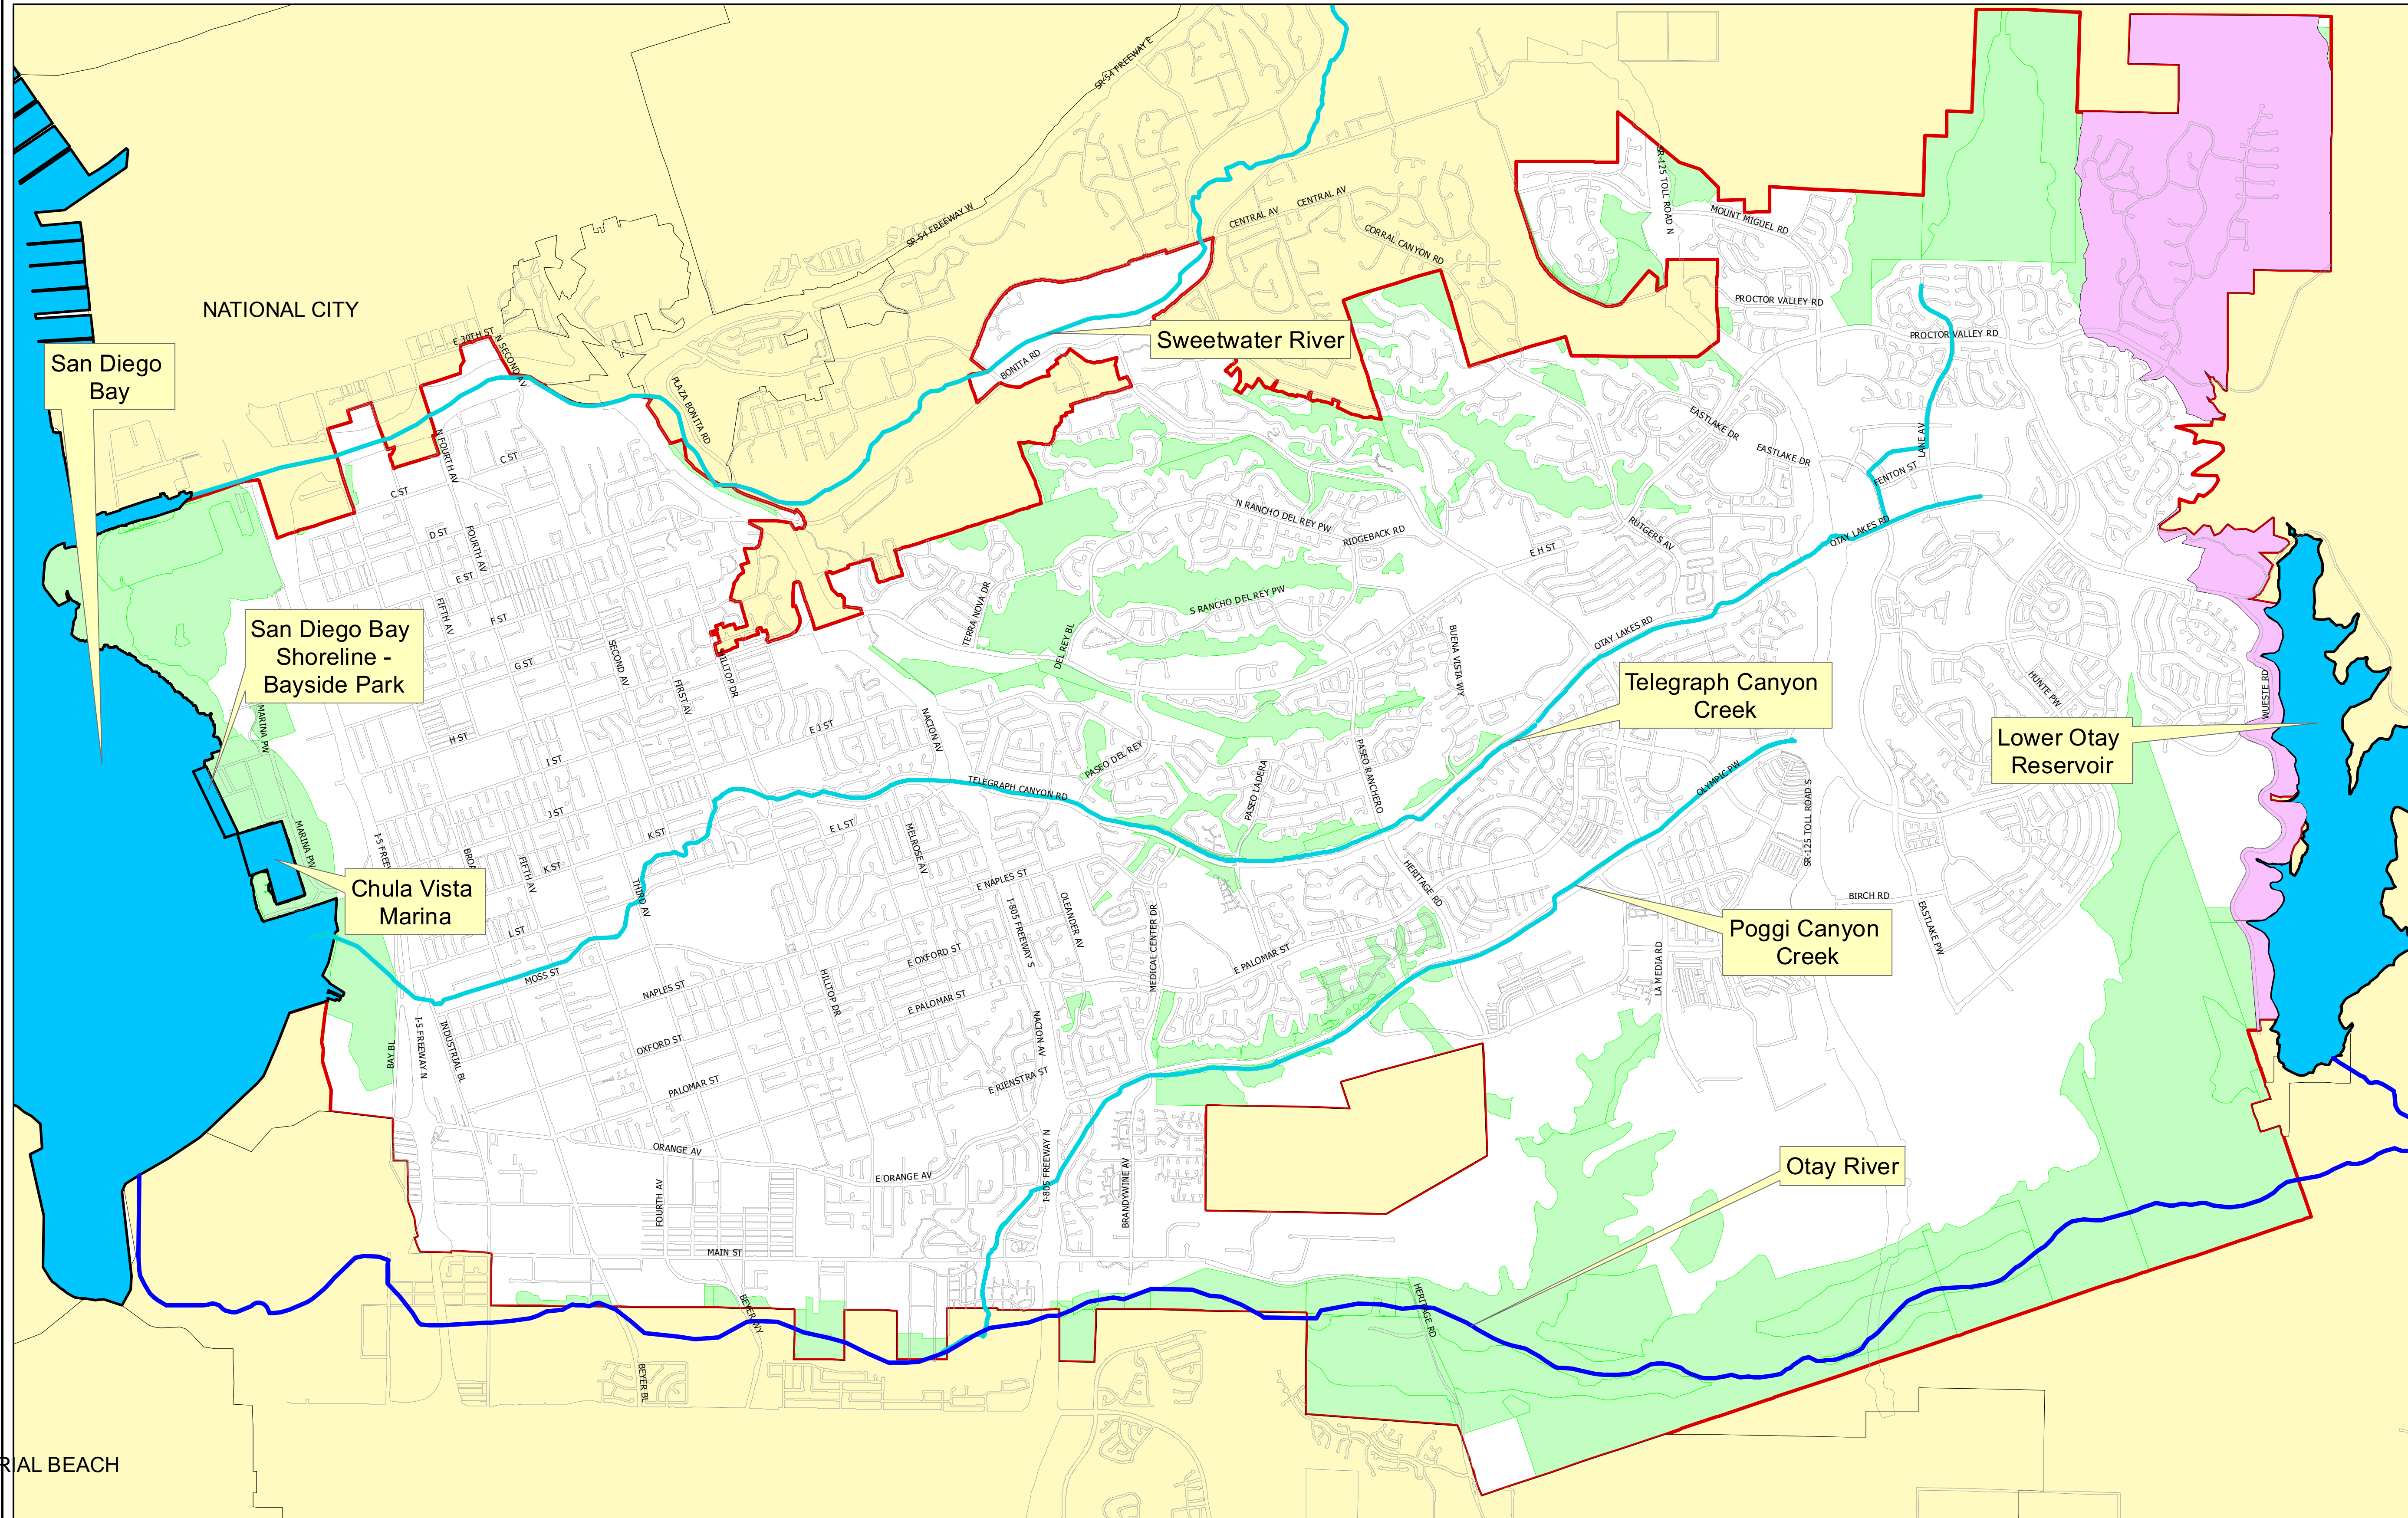 SR-54 FREEWAY E
SR-54 FREEWAY W
CENTRAL AV
CENTRAL AV
CORRAL CANYON RD
SR-125 TOLL ROAD N
MOUNT MIGUEL RD
PROCTOR VALLEY RD
PROCTOR VALLEY RD
NATIONAL CITY
E 30TH ST
N SECOND AV
San Diego
Bay
Sweetwater River
BONITA RD
PLAZA BONITA RD
N FOURTH AV
C ST
C ST
EASTLAKE DR
EASTLAKE DR
LANE AV
FENTON ST
OTAY LAKES RD
N RANCHO DEL REY PW
RIDGEBACK RD
E H ST
RUTGERS AV
D ST
FOURTH AV
E ST
FIFTH AV
F ST
G ST
SECOND AV
FIRST AV
HILLTOP DR
TERRA NOVA DR
DEL REY BL
S RANCHO DEL REY PW
BUENA VISTA WY
OTAY LAKES RD
San Diego Bay
Shoreline -
Bayside Park
Telegraph Canyon
Creek
HUNTE PW
WUESTE RD
Lower Otay
Reservoir
MARINA PW
H ST
I ST
J ST
E J ST
NACION AV
PASEO DEL REY
TELEGRAPH CANYON RD
PASEO LADERA
PASEO RANCHERO
OLYMPIC PW
SR-125 TOLL ROAD S
MARINA PW
K ST
K ST
E L ST
MELROSE AV
FIFTH AV
THIRD AV
Chula Vista
Marina
L ST
MOSS ST
NAPLES ST
E NAPLES ST
I-805 FREEWAY S
OLEANDER AV
MEDICAL CENTER DR
E OXFORD ST
E PALOMAR ST
E PALOMAR ST
HERITAGE RD
BIRCH RD
EASTLAKE PW
LA MEDIA RD
Poggi Canyon
Creek
HILLTOP DR
OXFORD ST
PALOMAR ST
BAY BL
I-5 FREEWAY N
INDUSTRIAL BL
NACION AV
E RIENSTRA ST
ORANGE AV
E ORANGE AV
I-805 FREEWAY N
BRANDYWINE AV
FOURTH AV
MAIN ST
BEYER WY
BEYER BL
Otay River
HERITAGE RD
RIAL BEACH